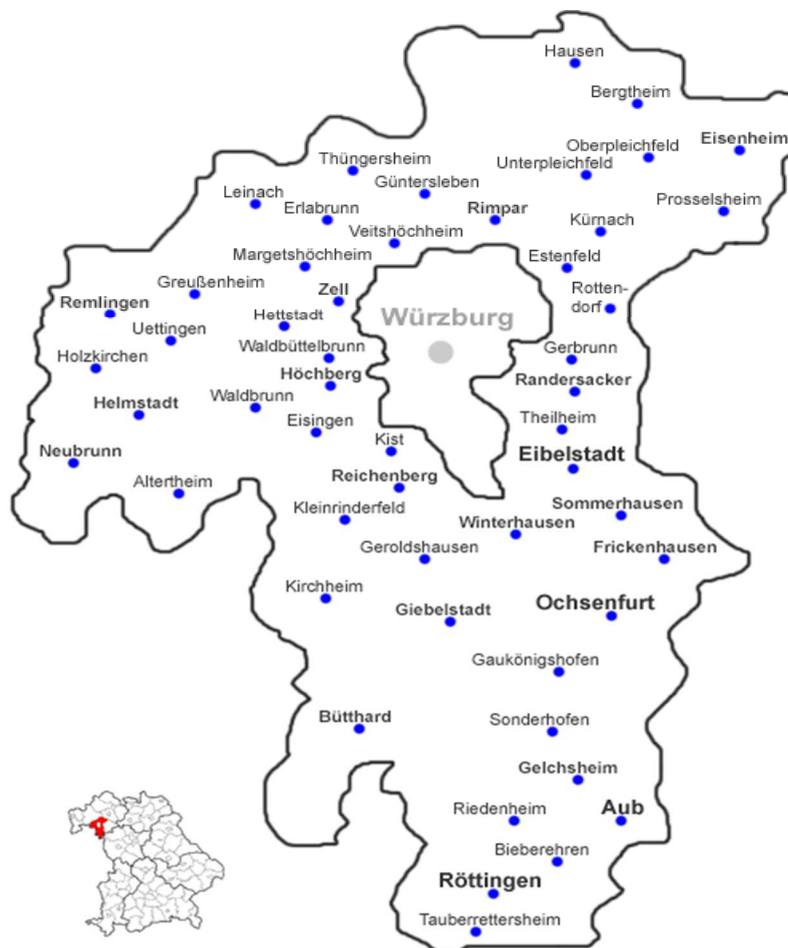 Hausen
Bergtheim
Oberpleichfeld
Eisenheim
Unterpleichfeld
Thüngersheim
Güntersleben
Leinach
Prosselsheim
Erlabrunn
Rimpar
Kürnach
Veitshöchheim
Margetshöchheim
Estenfeld
Greußenheim
Zell
Rotten-
dorf
Remlingen
Hettstadt
Würzburg
Uettingen
Holzkirchen
Waldbüttelbrunn
Gerbrunn
Höchberg
Randersacker
Waldbrunn
Helmstadt
Eisingen
Theilheim
Kist
Neubrunn
Eibelstadt
Altertheim
Reichenberg
Kleinrinderfeld
Sommerhausen
Winterhausen
Geroldshausen
Frickenhausen
Kirchheim
Giebelstadt
Ochsenfurt
Gaukönigshofen
Bütthard
Sonderhofen
Gelchsheim
Riedenheim
Aub
Bieberehren
Röttingen
Tauberrettersheim